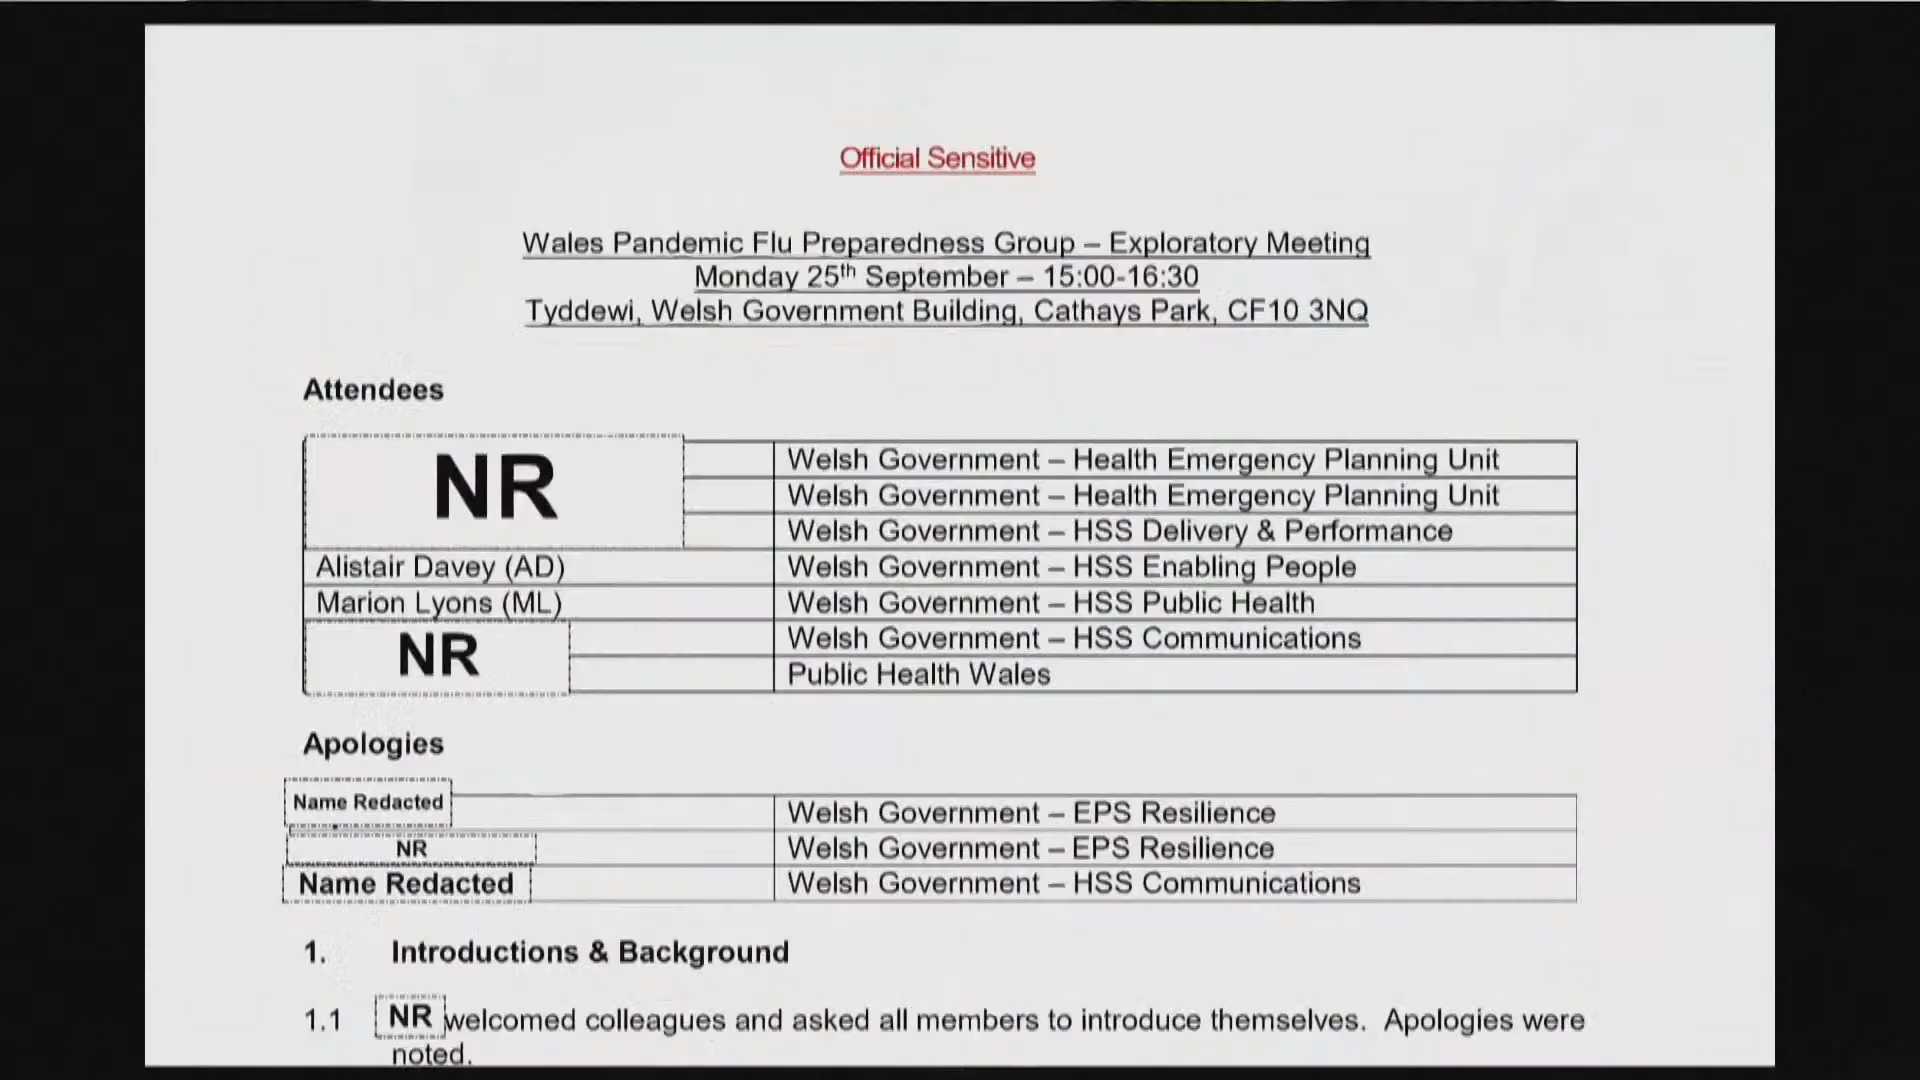 Official Sensitive
Wales Pandemic Flu Preparedness Group – Exploratory Meeting
Monday 25th September – 15:00-16:30
Tyddewi, Welsh Government Building, Cathays Park, CF10 3NQ
Attendees
NR
Welsh Government – Health Emergency Planning Unit
Welsh Government – Health Emergency Planning Unit
Welsh Government – HSS Delivery & Performance
Alistair Davey (AD) Welsh Government – HSS Enabling People
Marion Lyons (ML) Welsh Government – HSS Public Health
NR
Welsh Government – HSS Communications
Public Health Wales
Apologies
Name Redacted Welsh Government – EPS Resilience
NR Welsh Government – EPS Resilience
Name Redacted Welsh Government – HSS Communications
1. Introductions & Background
1.1 NR welcomed colleagues and asked all members to introduce themselves. Apologies were
noted.